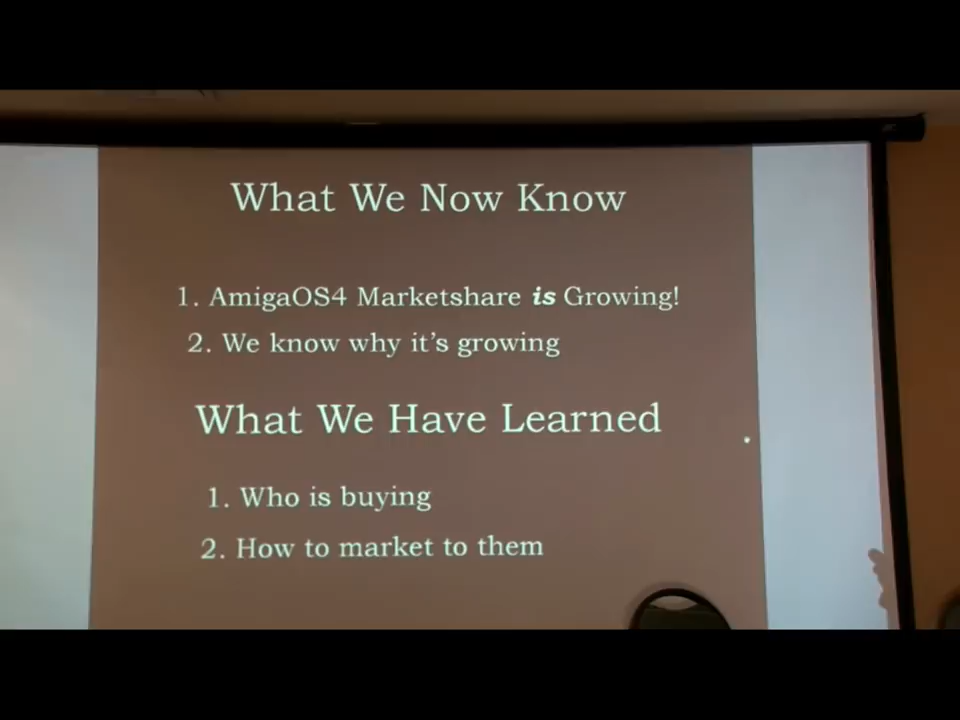 What We Now Know
1. AmigaOS4 Marketshare is Growing!
2. We know why it's growing
What We Have Learned
1. Who is buying
2. How to market to them